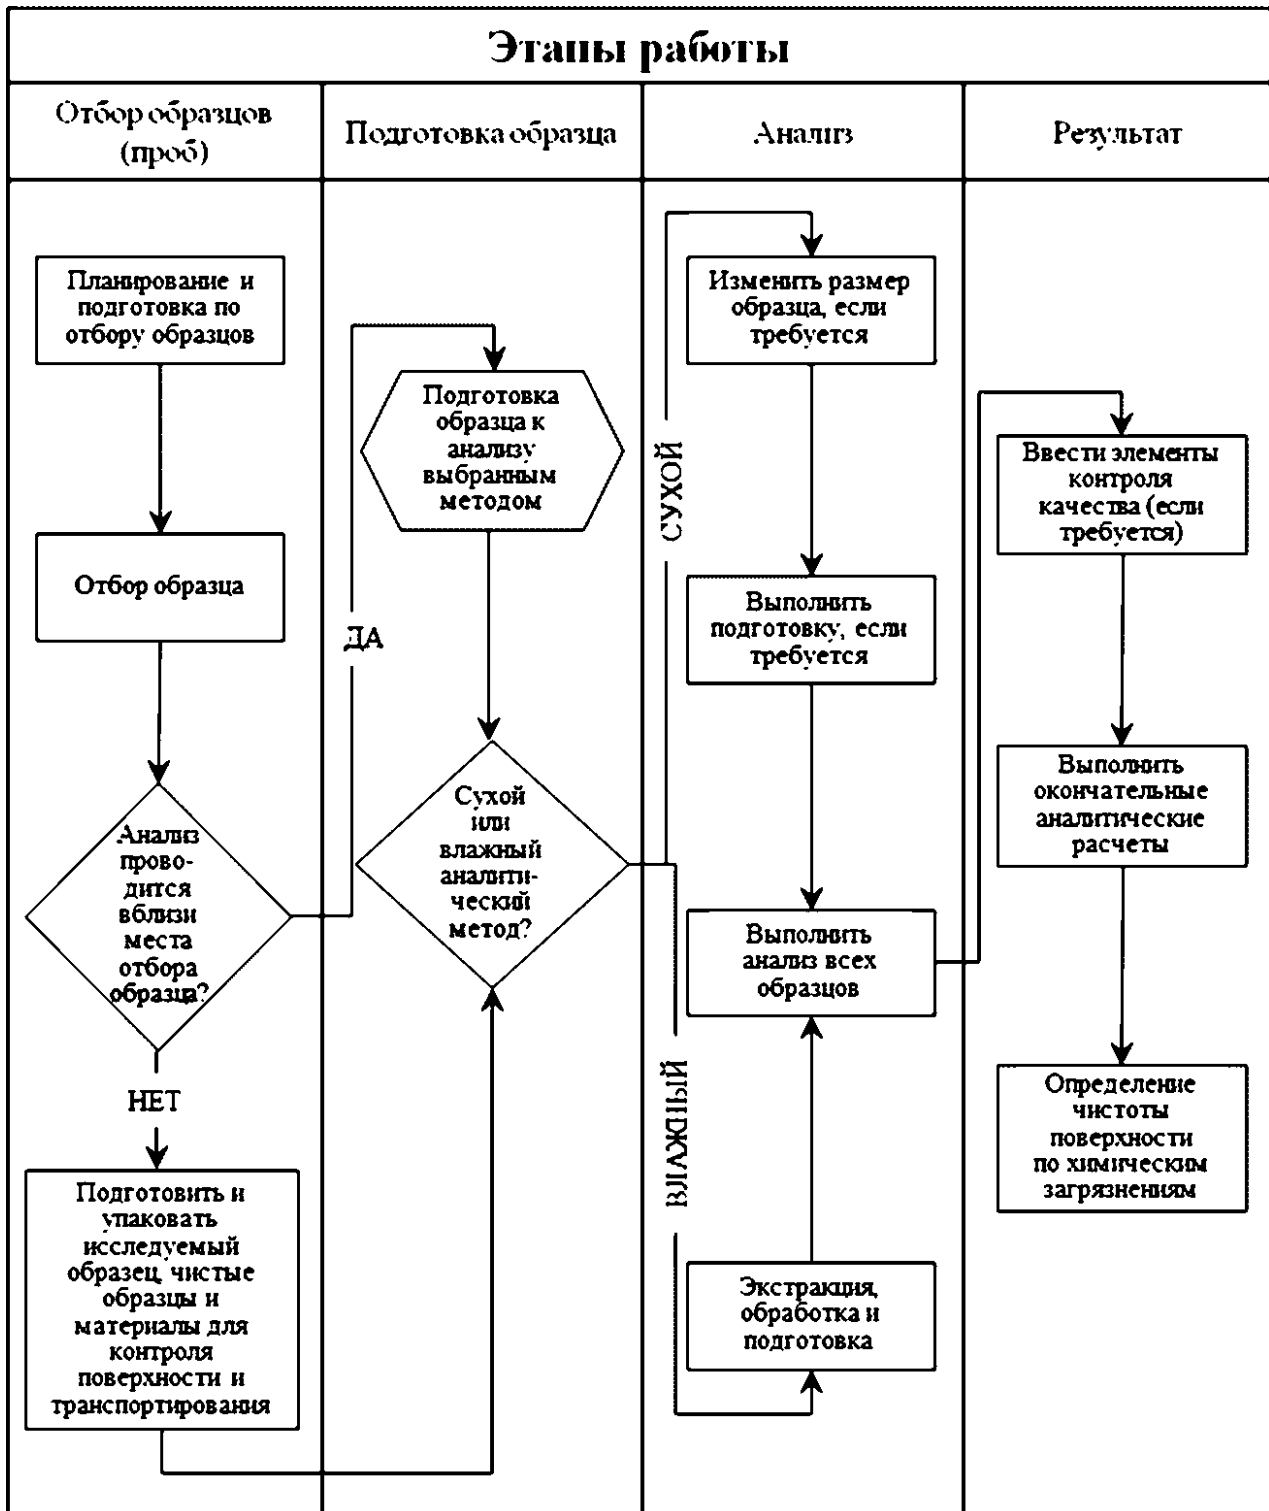 Этапы работы
Отбор образцов
(проб)
Подготовка образца
Анализ
Результат
Планирование и
подготовка по
отбору образцов
Отбор образца
Анализ
прово-
дится
вблизи
места
отбора
образца?
НЕТ
Подготовить и
упаковать
исследуемый
образец, чистые
образцы и
материалы для
контроля
поверхности и
транспортирования
ДА
Подготовка
образца к
анализу
выбранным
методом
Сухой
или
влажный
аналити-
ческий
метод?
СУХОЙ
ВЛАЖНЫЙ
Изменить размер
образца, если
требуется
Выполнить
подготовку, если
требуется
Выполнить
анализ всех
образцов
Экстракция,
обработка и
подготовка
Ввести элементы
контроля
качества (если
требуется)
Выполнить
окончательные
аналитические
расчеты
Определение
чистоты
поверхности
по химическим
загрязнениям